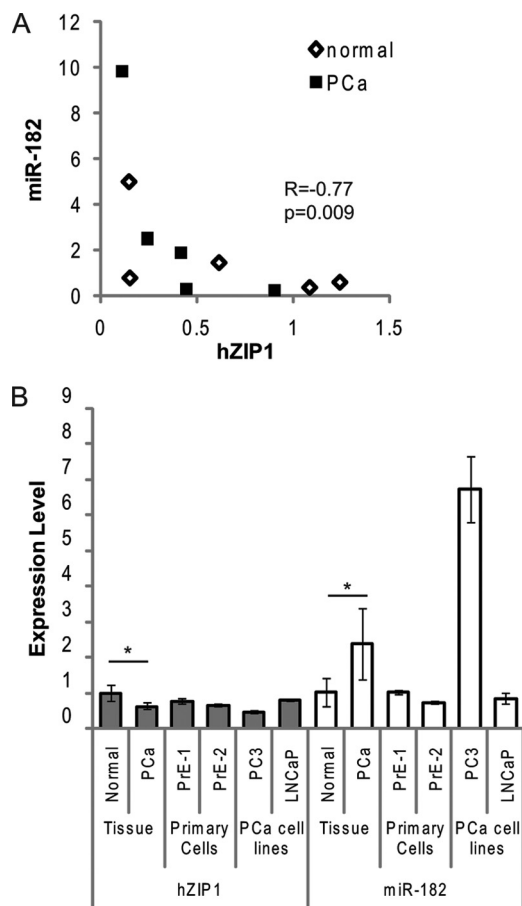 A
normal
PCa
12
10
8
6
4
2
0
miR-182
R=-0.77
p=0.009
0
0.5
1
1.5
hZIP1
B
9
8
7
6
5
4
3
2
1
0
Expression Level
*
*
Normal
PCa
PrE-1
PrE-2
PC3
LNCaP
Normal
PCa
PrE-1
PrE-2
PC3
LNCaP
Tissue
Primary
Cells
PCa cell
lines
Tissue
Primary
Cells
PCa cell
lines
hZIP1
miR-182